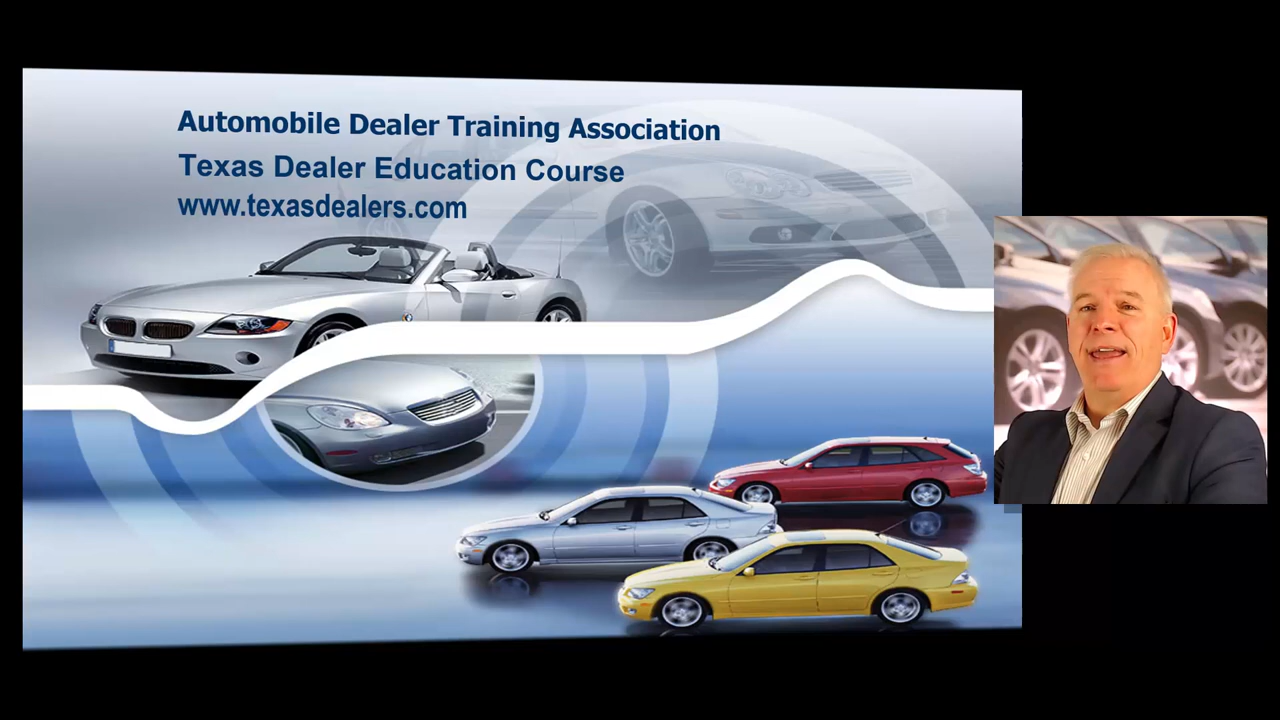 Automobile Dealer Training Association
Texas Dealer Education Course
www.texasdealers.com